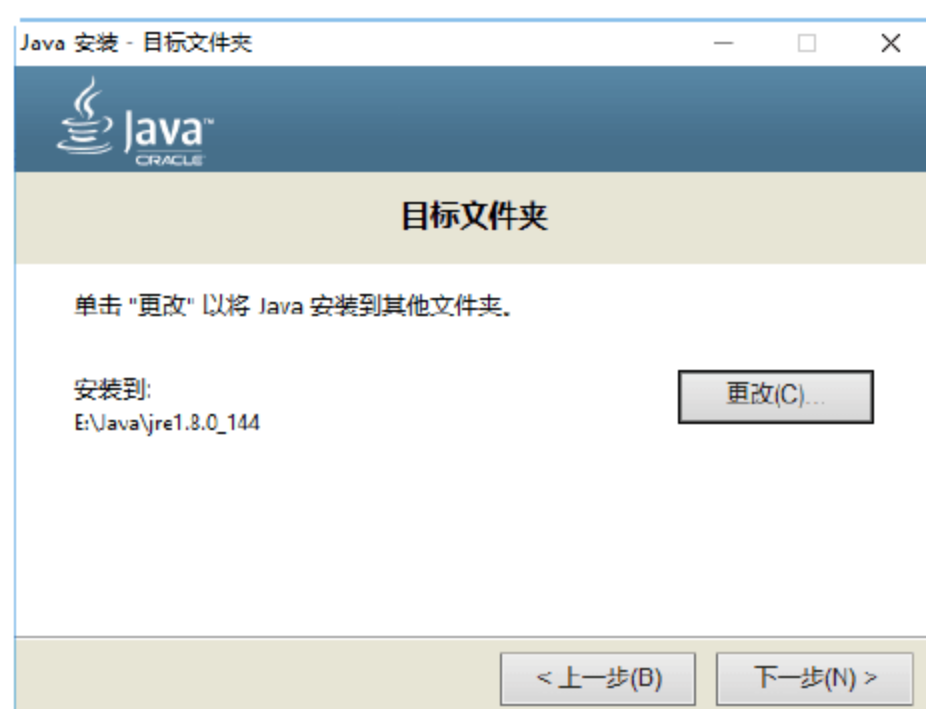 Java 安装 - 目标文件夹
Java™
ORACLE
目标文件夹
单击 "更改" 以将 Java 安装到其他文件夹。
安装到:
更改(C)...
E:\Java\jre1.8.0_144
< 上一步(B)
下一步(N) >